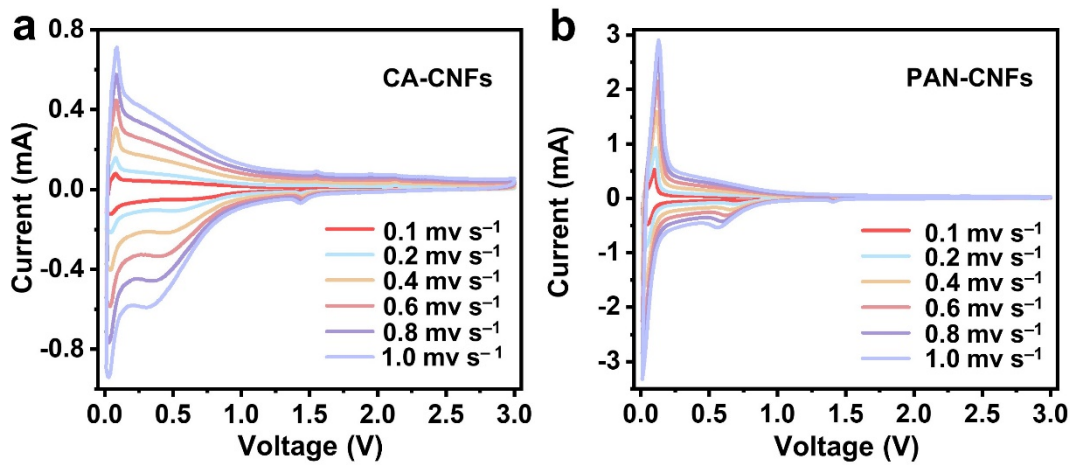 a
CA-CNFs
Current (mA)
0.8
0.4
0.0
-0.4
-0.8
0.1 mv s⁻¹
0.2 mv s⁻¹
0.4 mv s⁻¹
0.6 mv s⁻¹
0.8 mv s⁻¹
1.0 mv s⁻¹
0.0 0.5 1.0 1.5 2.0 2.5 3.0
Voltage (V)
b
PAN-CNFs
Current (mA)
3
2
1
0
-1
-2
-3
0.1 mv s⁻¹
0.2 mv s⁻¹
0.4 mv s⁻¹
0.6 mv s⁻¹
0.8 mv s⁻¹
1.0 mv s⁻¹
0.0 0.5 1.0 1.5 2.0 2.5 3.0
Voltage (V)